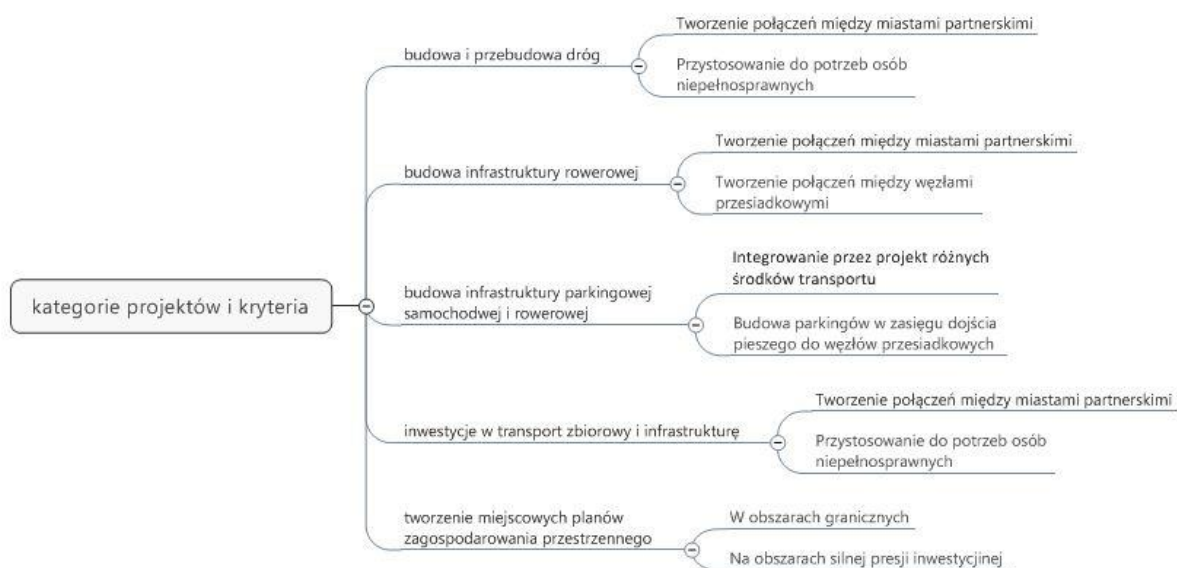 kategorie projektów i kryteria
budowa i przebudowa dróg
Tworzenie połączeń między miastami partnerskimi
Przystosowanie do potrzeb osób
niepełnosprawnych
budowa infrastruktury rowerowej
Tworzenie połączeń między miastami partnerskimi
Tworzenie połączeń między węzłami
przesiadkowymi
budowa infrastruktury parkingowej
samochodwej i rowerowej
Integrowanie przez projekt różnych
środków transportu
Budowa parkingów w zasięgu dojścia
pieszego do węzłów przesiadkowych
inwestycje w transport zbiorowy i infrastrukturę
Tworzenie połączeń między miastami partnerskimi
Przystosowanie do potrzeb osób
niepełnosprawnych
tworzenie miejscowych planów
zagospodarowania przestrzennego
W obszarach granicznych
Na obszarach silnej presji inwestycjinej